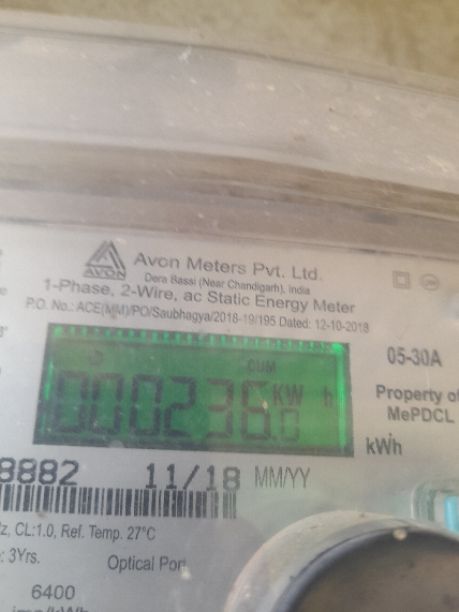 AVON
Avon Meters Pvt. Ltd.
Dera Bassi (Near Chandigarh), India
1-Phase, 2-Wire, ac Static Energy Meter
P.O. No.: ACE(MM)/PO/Saubhagya/2018-19/195 Dated: 12-10-2018
CUM
000236.0 KW h
05-30A
Property of
MePDCL
kWh
8882 11/18 MM/YY
z, CL:1.0, Ref. Temp. 27°C
: 3Yrs. Optical Port
6400